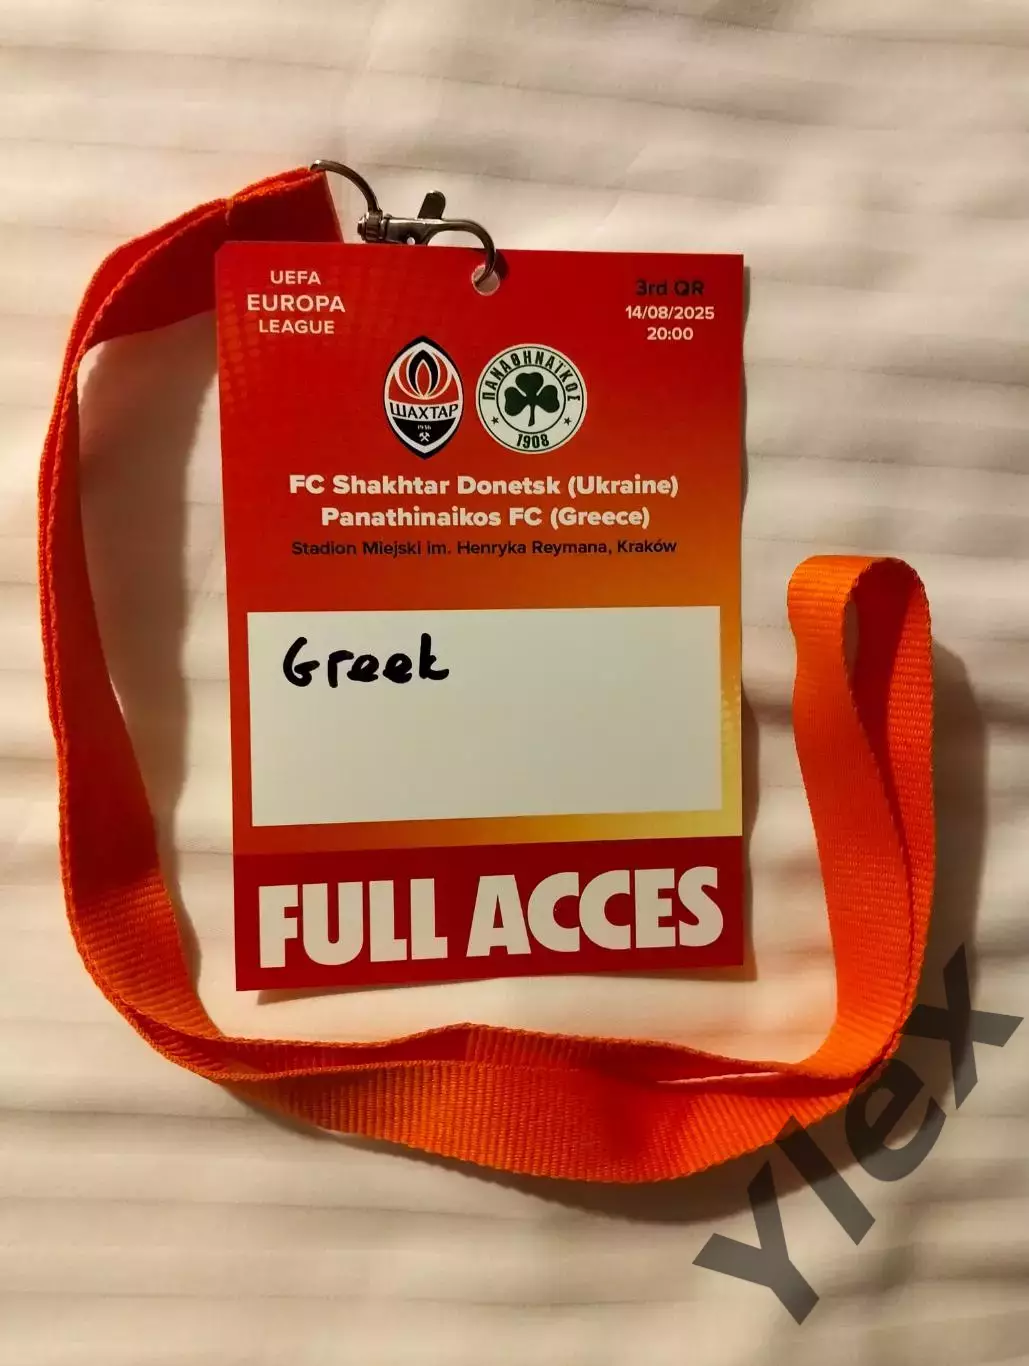 UEFA
EUROPA
LEAGUE
3rd QR
14/08/2025
20:00
ШАХТАР
1936
ΠΑΝΑΘΗΝΑΪΚΟΣ
1908
FC Shakhtar Donetsk (Ukraine)
Panathinaikos FC (Greece)
Stadion Miejski im. Henryka Reymana, Kraków
Greek
FULL ACCES
Ylex